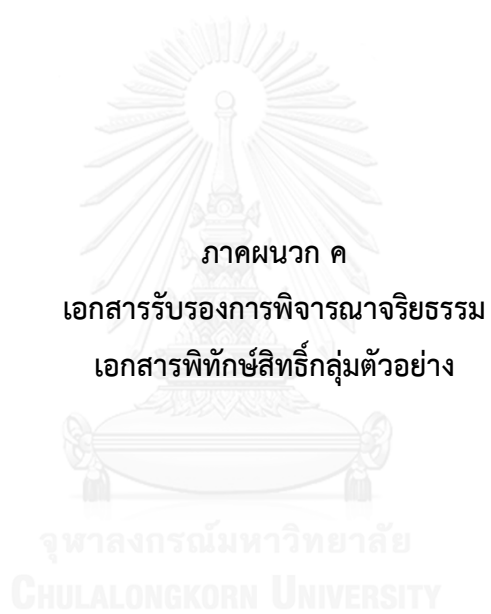 ภาคผนวก ค
เอกสารรับรองการพิจารณาจริยธรรม
เอกสารพิทักษ์สิทธิ์กลุ่มตัวอย่าง
จุฬาลงกรณ์มหาวิทยาลัย
CHULALONGKORN UNIVERSITY